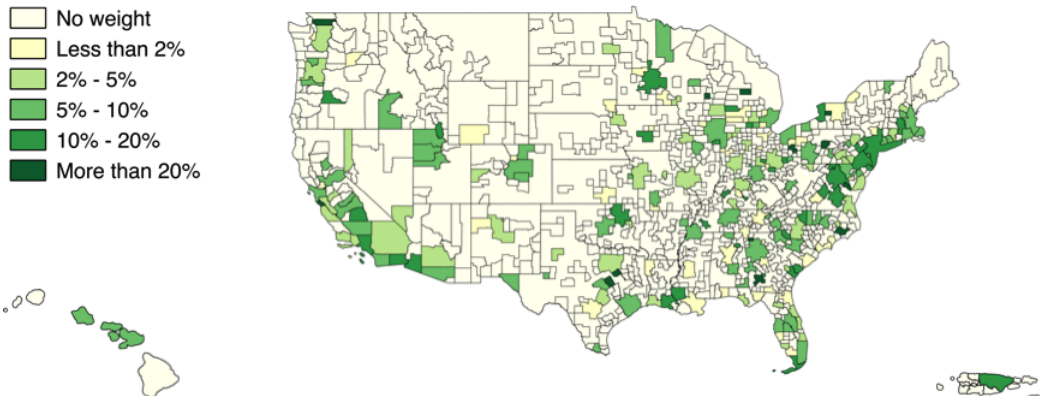 No weight
Less than 2%
2% - 5%
5% - 10%
10% - 20%
More than 20%